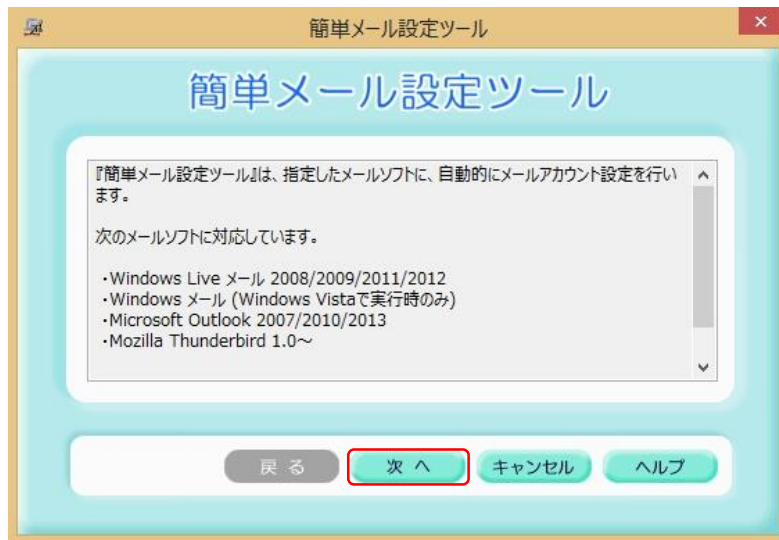 簡単メール設定ツール
簡単メール設定ツール
『簡単メール設定ツール』は、指定したメールソフトに、自動的にメールアカウント設定を行い
ます。
次のメールソフトに対応しています。
・Windows Live メール 2008/2009/2011/2012
・Windows メール (Windows Vistaで実行時のみ)
・Microsoft Outlook 2007/2010/2013
・Mozilla Thunderbird 1.0～
戻る 次へ キャンセル ヘルプ